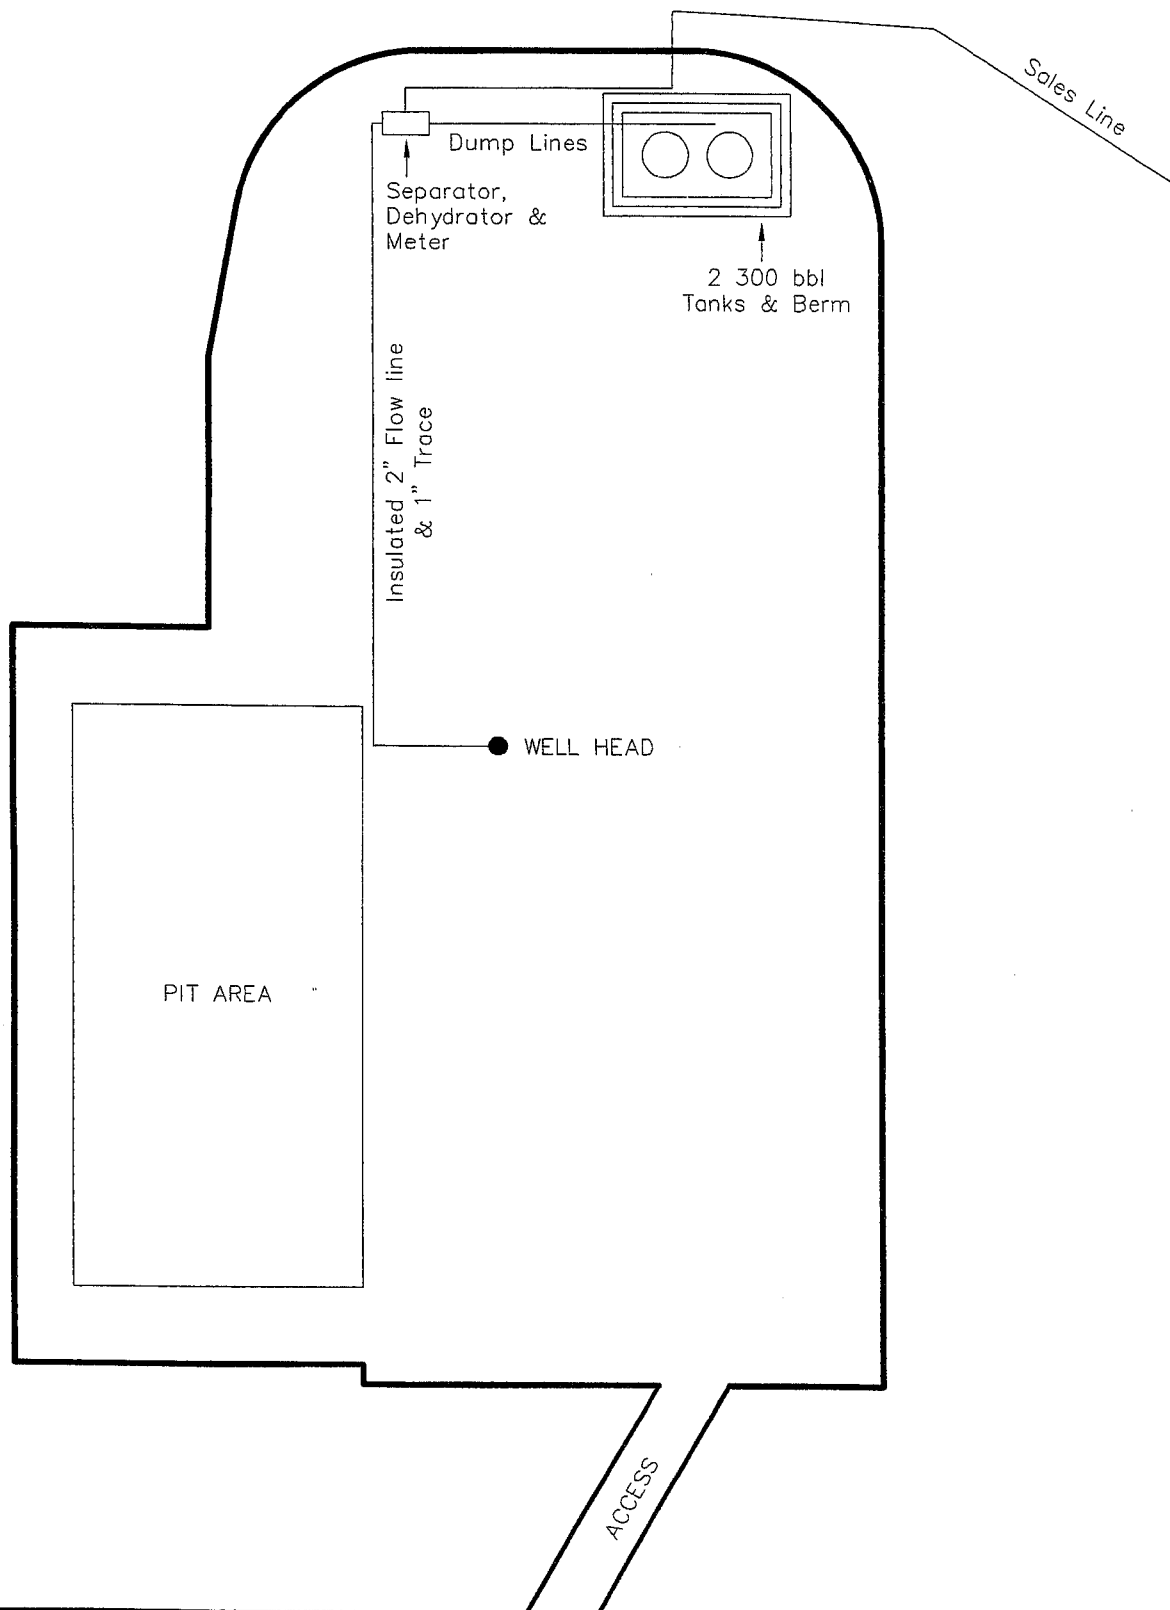 Sales Line
Dump Lines
Separator,
Dehydrator &
Meter
2 300 bbl
Tanks & Berm
Insulated 2" Flow line
& 1" Trace
WELL HEAD
PIT AREA
ACCESS